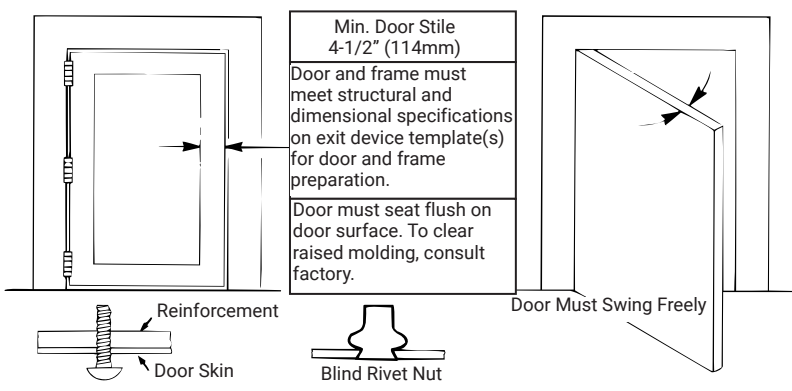 Min. Door Stile
4-1/2” (114mm)
Door and frame must
meet structural and
dimensional specifications
on exit device template(s)
for door and frame
preparation.
Door must seat flush on
door surface. To clear
raised molding, consult
factory.
Door Must Swing Freely
Reinforcement
Door Skin
Blind Rivet Nut